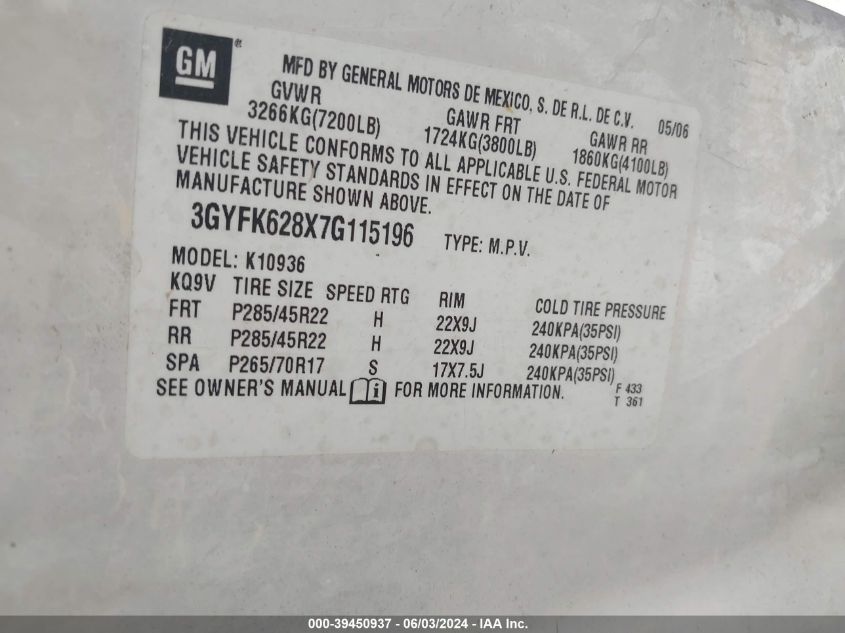 GM ®
MFD BY GENERAL MOTORS DE MEXICO, S. DE R.L. DE C.V. 05/06
GVWR GAWR FRT GAWR RR
3266KG(7200LB) 1724KG(3800LB) 1860KG(4100LB)
THIS VEHICLE CONFORMS TO ALL APPLICABLE U.S. FEDERAL MOTOR
VEHICLE SAFETY STANDARDS IN EFFECT ON THE DATE OF
MANUFACTURE SHOWN ABOVE.
3GYFK628X7G115196 TYPE: M.P.V.
MODEL: K10936
KQ9V TIRE SIZE SPEED RTG RIM COLD TIRE PRESSURE
FRT P285/45R22 H 22X9J 240KPA(35PSI)
RR P285/45R22 H 22X9J 240KPA(35PSI)
SPA P265/70R17 S 17X7.5J 240KPA(35PSI)
SEE OWNER'S MANUAL i FOR MORE INFORMATION. F 433
T 361
000-39450937 - 06/03/2024 - IAA Inc.